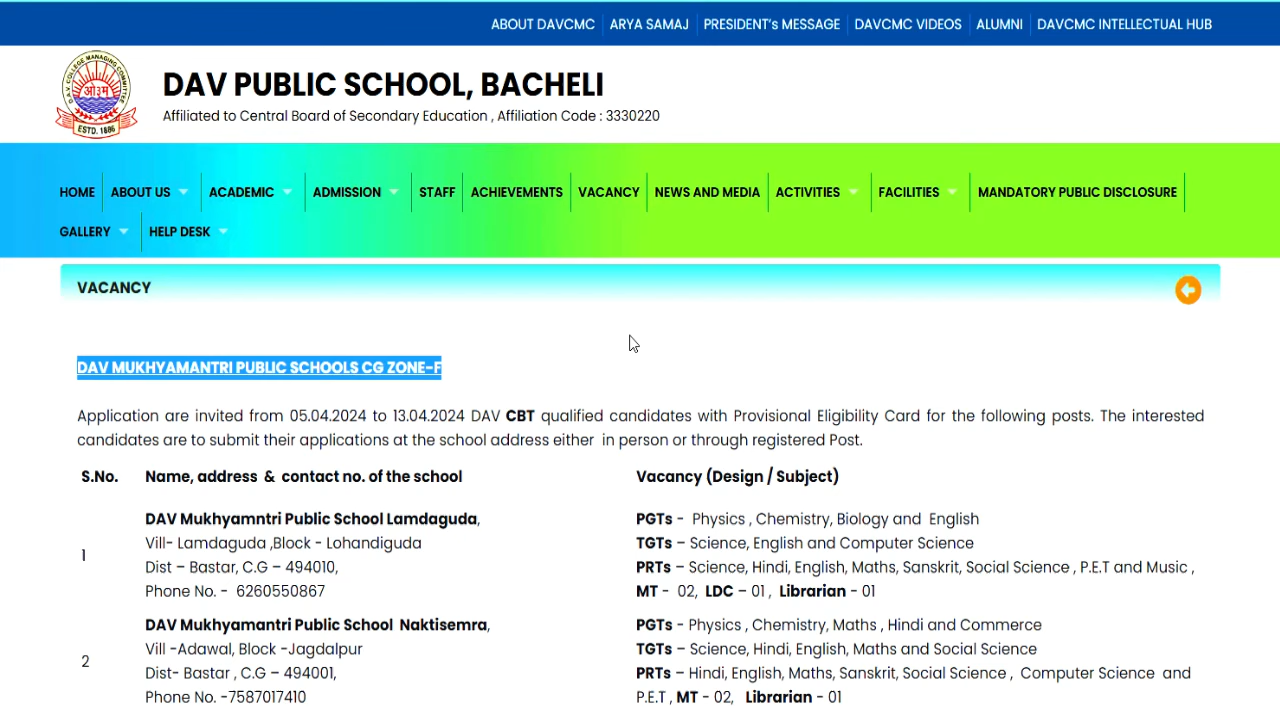 ABOUT DAVCMC ARYA SAMAJ PRESIDENT's MESSAGE DAVCMC VIDEOS ALUMNI DAVCMC INTELLECTUAL HUB
D.A.V. COLLEGE MANAGING COMMITTEE
ओ३म्
ESTD. 1886
DAV PUBLIC SCHOOL, BACHELI
Affiliated to Central Board of Secondary Education , Affiliation Code : 3330220
HOME ABOUT US ACADEMIC ADMISSION STAFF ACHIEVEMENTS VACANCY NEWS AND MEDIA ACTIVITIES FACILITIES MANDATORY PUBLIC DISCLOSURE
GALLERY HELP DESK
VACANCY
DAV MUKHYAMANTRI PUBLIC SCHOOLS CG ZONE-F
Application are invited from 05.04.2024 to 13.04.2024 DAV CBT qualified candidates with Provisional Eligibility Card for the following posts. The interested
candidates are to submit their applications at the school address either in person or through registered Post.
S.No. Name, address & contact no. of the school Vacancy (Design / Subject)
1
DAV Mukhyamntri Public School Lamdaguda,
Vill- Lamdaguda ,Block - Lohandiguda
Dist – Bastar, C.G – 494010,
Phone No. - 6260550867
PGTs - Physics , Chemistry, Biology and English
TGTs – Science, English and Computer Science
PRTs – Science, Hindi, English, Maths, Sanskrit, Social Science , P.E.T and Music ,
MT - 02, LDC – 01 , Librarian - 01
2
DAV Mukhyamantri Public School Naktisemra,
Vill -Adawal, Block -Jagdalpur
Dist- Bastar , C.G – 494001,
Phone No. -7587017410
PGTs - Physics , Chemistry, Maths , Hindi and Commerce
TGTs – Science, Hindi, English, Maths and Social Science
PRTs – Hindi, English, Maths, Sanskrit, Social Science , Computer Science and
P.E.T , MT - 02, Librarian - 01